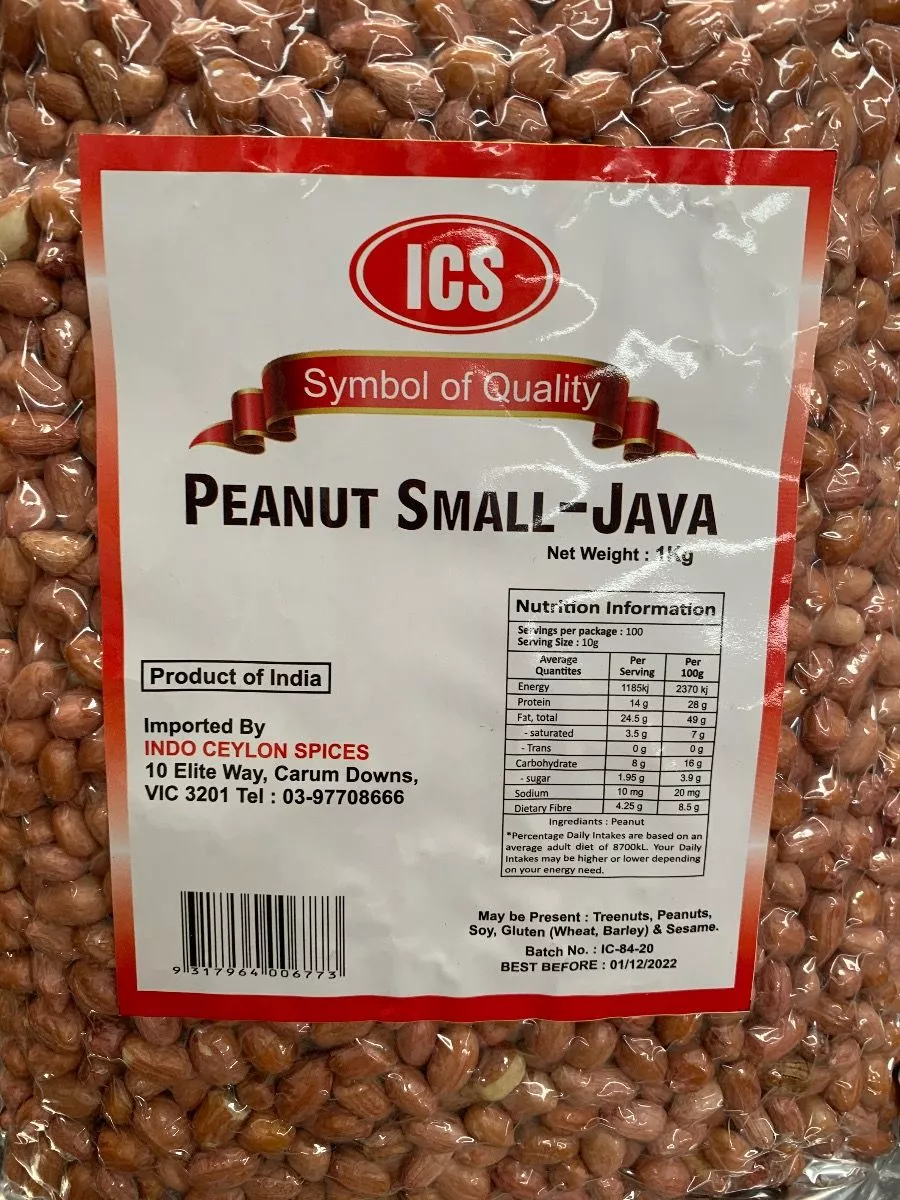 ICS
Symbol of Quality
PEANUT SMALL-JAVA
Net Weight : 1Kg
Nutrition Information
Servings per package : 100
Serving Size : 10g
Average Quantites Per Serving Per 100g
Energy 1185kj 2370 kj
Protein 14 g 28 g
Fat, total 24.5 g 49 g
- saturated 3.5 g 7 g
- Trans 0 g 0 g
Carbohydrate 8 g 16 g
- sugar 1.95 g 3.9 g
Sodium 10 mg 20 mg
Dietary Fibre 4.25 g 8.5 g
Ingrediants : Peanut
*Percentage Daily Intakes are based on an
average adult diet of 8700kL. Your Daily
Intakes may be higher or lower depending
on your energy need.
Product of India
Imported By
INDO CEYLON SPICES
10 Elite Way, Carum Downs,
VIC 3201 Tel : 03-97708666
9 317964 006773
May be Present : Treenuts, Peanuts,
Soy, Gluten (Wheat, Barley) & Sesame.
Batch No. : IC-84-20
BEST BEFORE : 01/12/2022